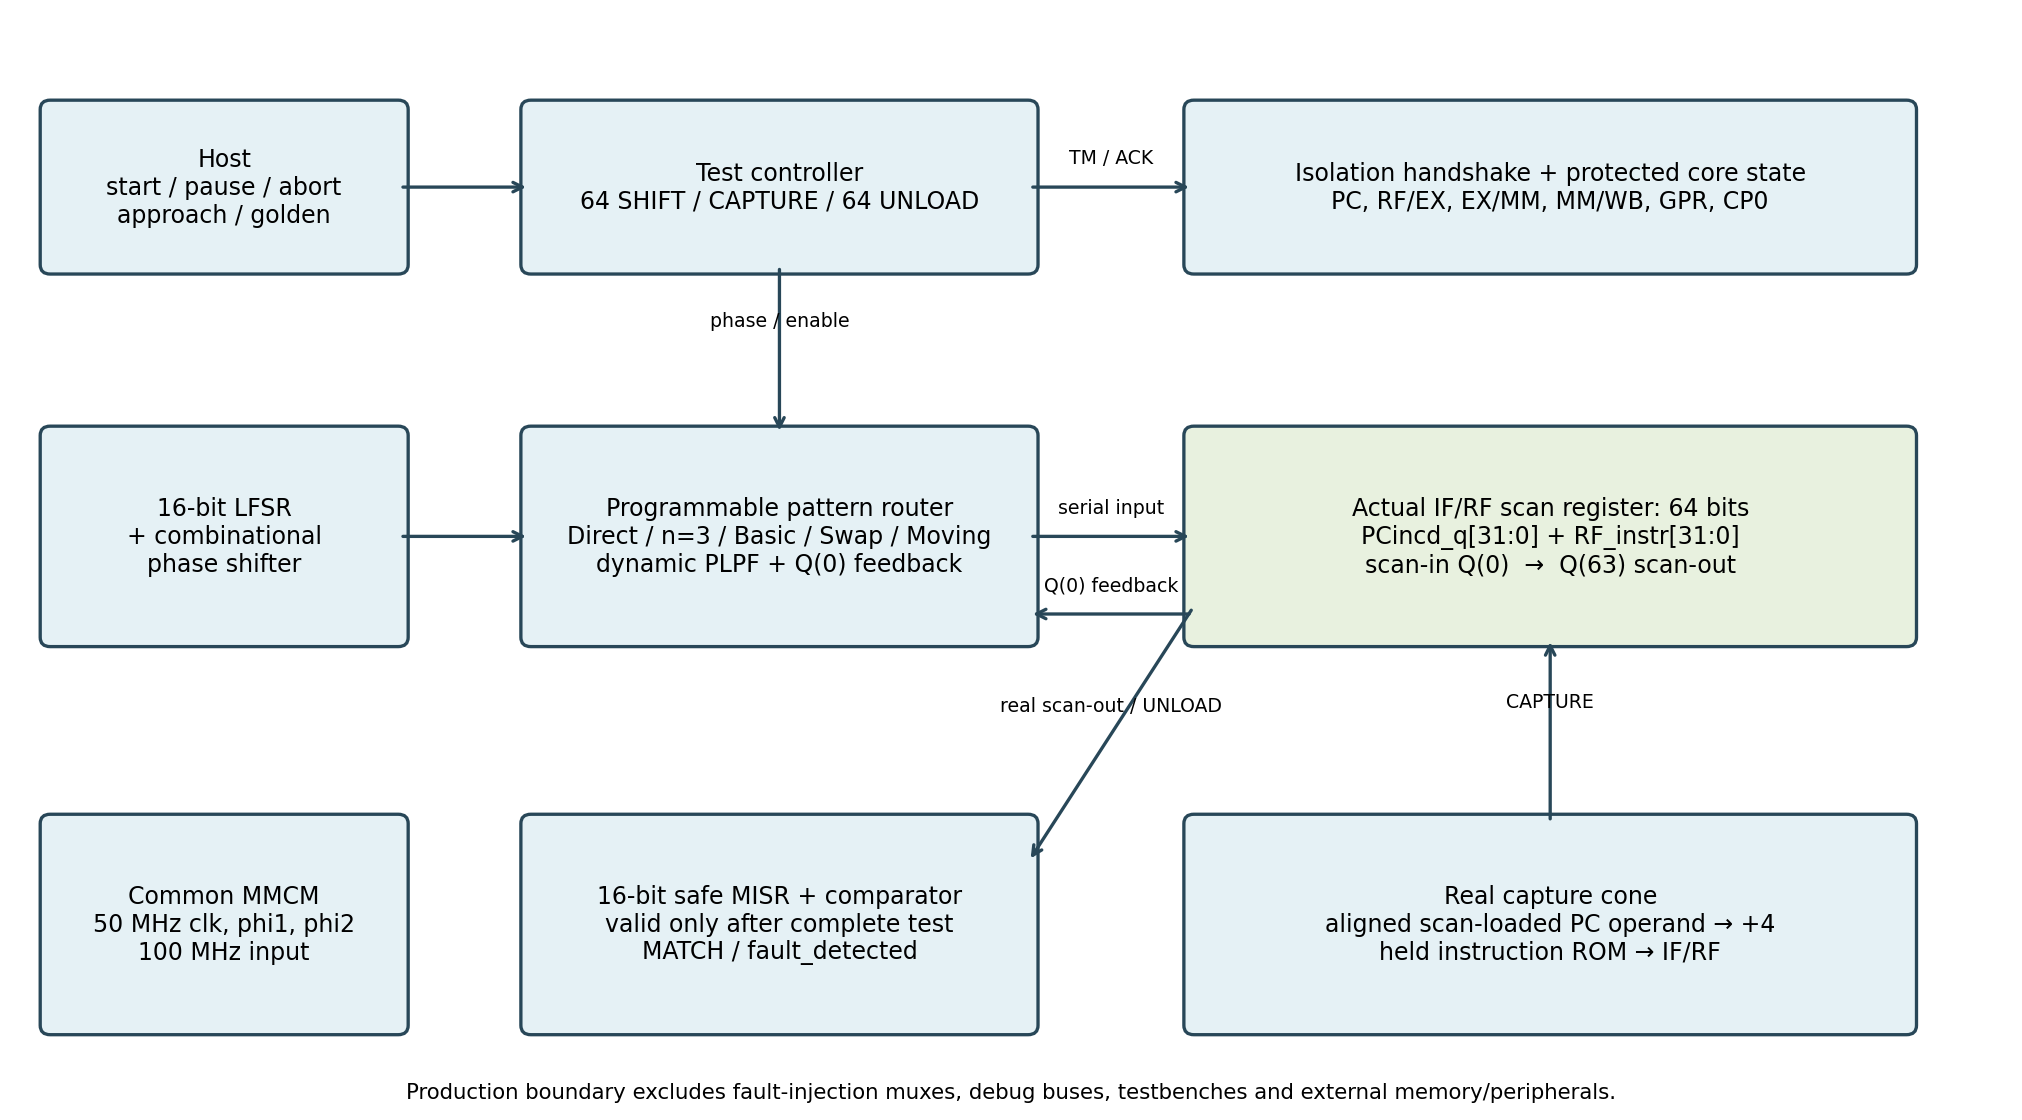 Host
start / pause / abort
approach / golden
Test controller
64 SHIFT / CAPTURE / 64 UNLOAD
TM / ACK
Isolation handshake + protected core state
PC, RF/EX, EX/MM, MM/WB, GPR, CP0
phase / enable
16-bit LFSR
+ combinational
phase shifter
Programmable pattern router
Direct / n=3 / Basic / Swap / Moving
dynamic PLPF + Q(0) feedback
serial input
Q(0) feedback
Actual IF/RF scan register: 64 bits
PCincd_q[31:0] + RF_instr[31:0]
scan-in Q(0) → Q(63) scan-out
real scan-out / UNLOAD
CAPTURE
Common MMCM
50 MHz clk, phi1, phi2
100 MHz input
16-bit safe MISR + comparator
valid only after complete test
MATCH / fault_detected
Real capture cone
aligned scan-loaded PC operand → +4
held instruction ROM → IF/RF
Production boundary excludes fault-injection muxes, debug buses, testbenches and external memory/peripherals.